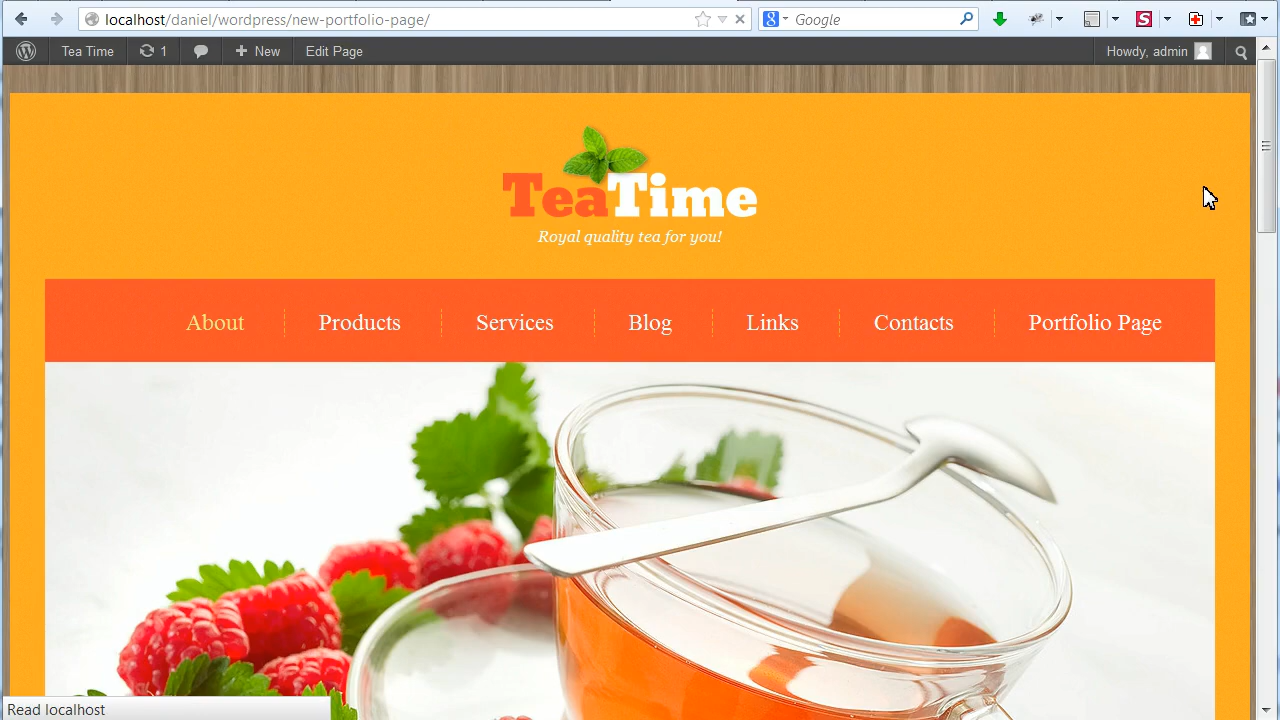 localhost/daniel/wordpress/new-portfolio-page/
Google
Tea Time
1
New
Edit Page
Howdy, admin
TeaTime
Royal quality tea for you!
About
Products
Services
Blog
Links
Contacts
Portfolio Page
Read localhost